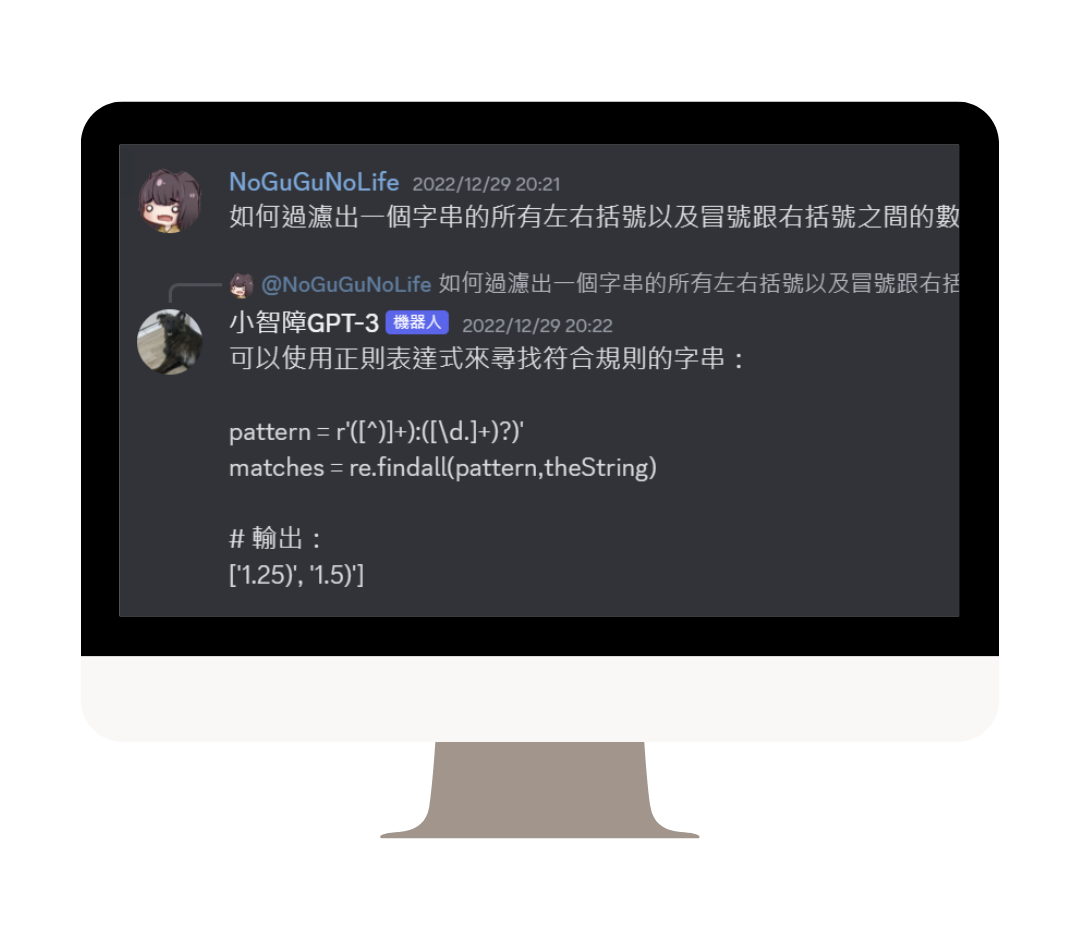 NoGuGuNoLife 2022/12/29 20:21
如何過濾出一個字串的所有左右括號以及冒號跟右括號之間的數
@NoGuGuNoLife 如何過濾出一個字串的所有左右括號以及冒號跟右括
小智障GPT-3 機器人 2022/12/29 20:22
可以使用正則表達式來尋找符合規則的字串：
pattern = r'([^)]+):([\d.]+)?)'
matches = re.findall(pattern,theString)
# 輸出：
['1.25)', '1.5)']